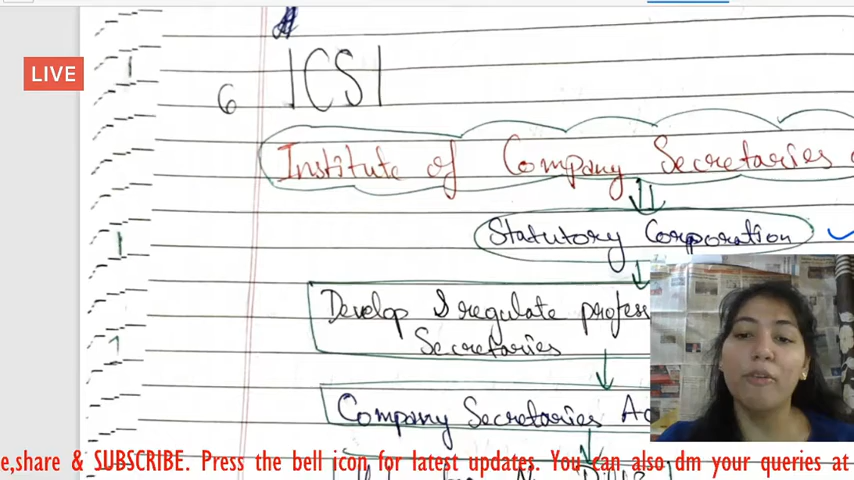 LIVE
6 ICSI
Institute of Company Secretaries
Statutory Corporation
Develop & regulate
Secretaries
Company Secretaries
e,share & SUBSCRIBE. Press the bell icon for latest updates. You can also dm your queries at